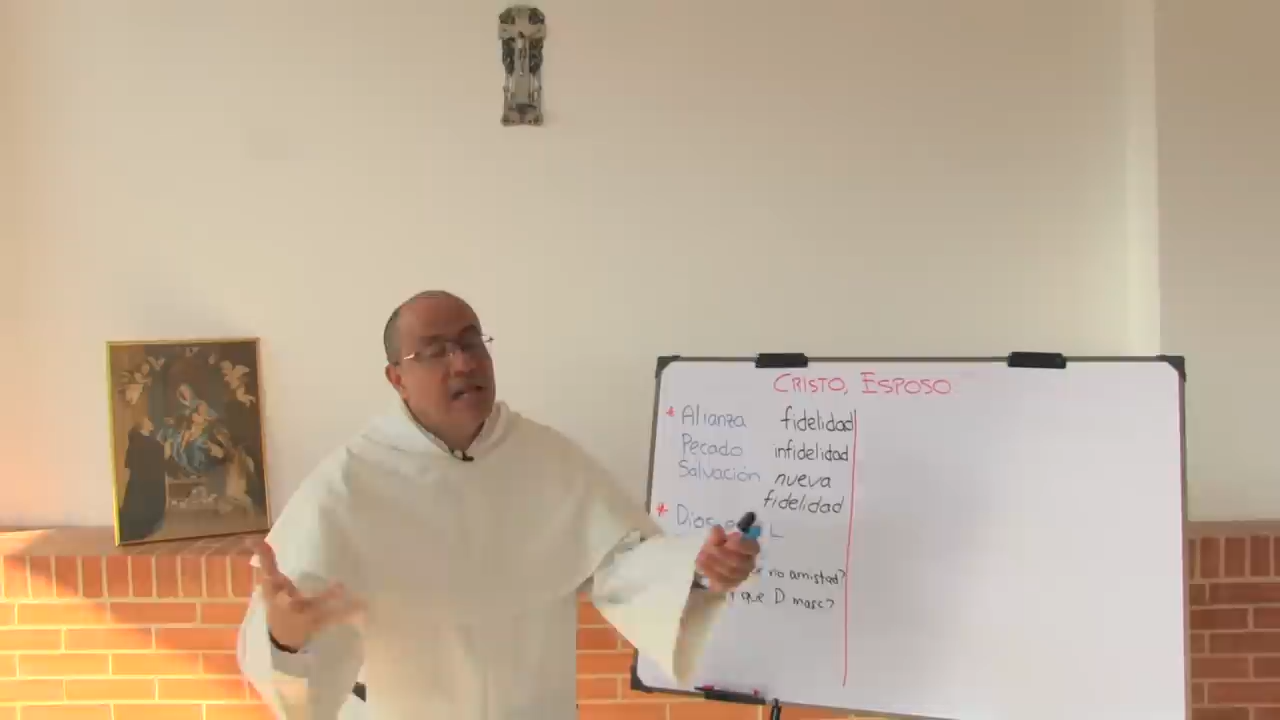 CRISTO, ESPOSO
* Alianza fidelidad
Pecado infidelidad
Salvación nueva
fidelidad
* Dios
no amistad?
que D masc?